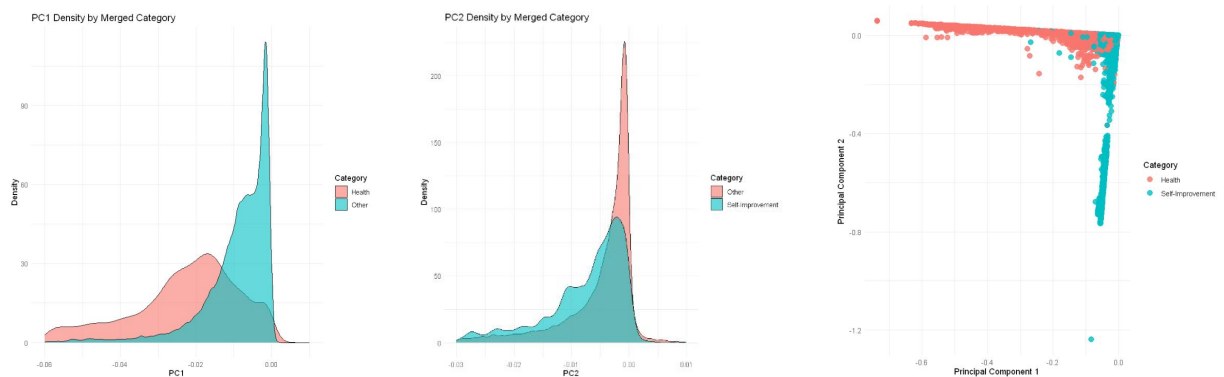 PC1 Density by Merged Category
90
60
30
0
Density
-0.06
-0.04
-0.02
0.00
PC1
Category
Health
Other
PC2 Density by Merged Category
200
150
100
50
0
Density
-0.03
-0.02
-0.01
0.00
0.01
PC2
Category
Other
Self-Improvement
0.0
-0.4
-0.8
-1.2
Principal Component 2
-0.6
-0.4
-0.2
0.0
Principal Component 1
Category
Health
Self-Improvement